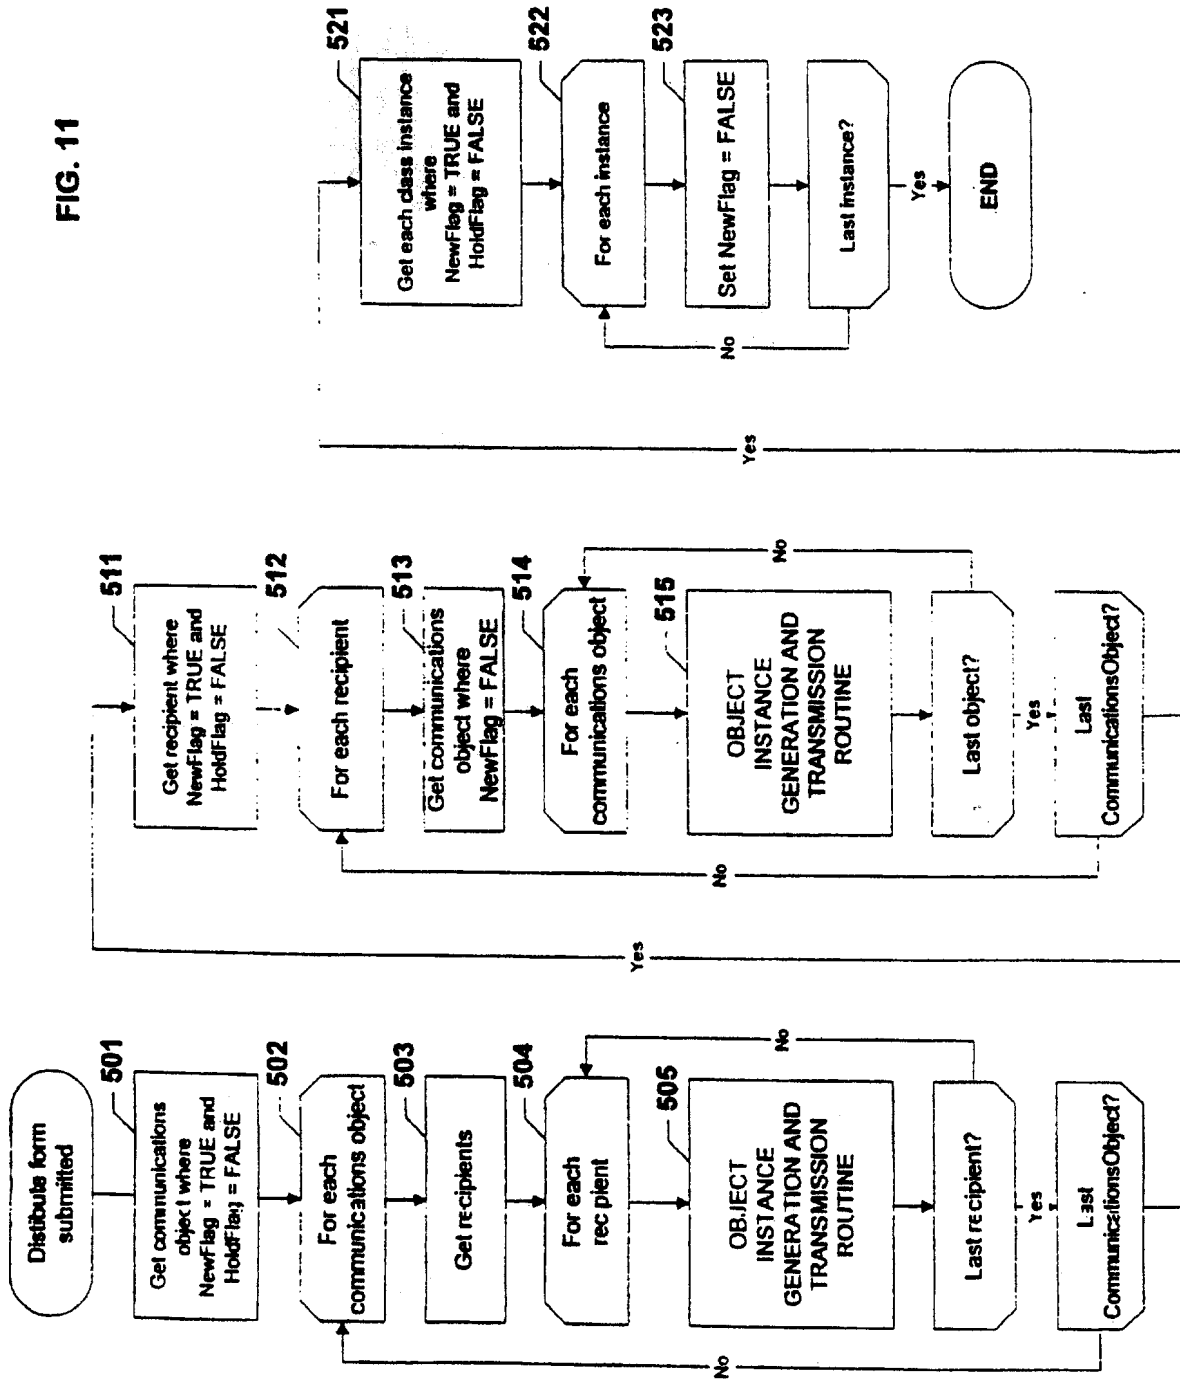 FIG. 11
Distibute form
submitted
501
Get communications
object where
NewFlag = TRUE and
HoldFlag = FALSE
502
For each
communications object
503
Get recipients
504
For each
recipient
505
OBJECT
INSTANCE
GENERATION AND
TRANSMISSION
ROUTINE
Last recipient?
No
Yes
Last
CommunicationsObject?
No
Yes
511
Get recipient where
NewFlag = TRUE and
HoldFlag = FALSE
512
For each recipient
513
Get communications
object where
NewFlag = FALSE
514
For each
communications object
515
OBJECT
INSTANCE
GENERATION AND
TRANSMISSION
ROUTINE
Last object?
No
Yes
Last
CommunicationsObject?
No
Yes
521
Get each class instance
where
NewFlag = TRUE and
HoldFlag = FALSE
522
For each instance
523
Set NewFlag = FALSE
Last instance?
No
Yes
END